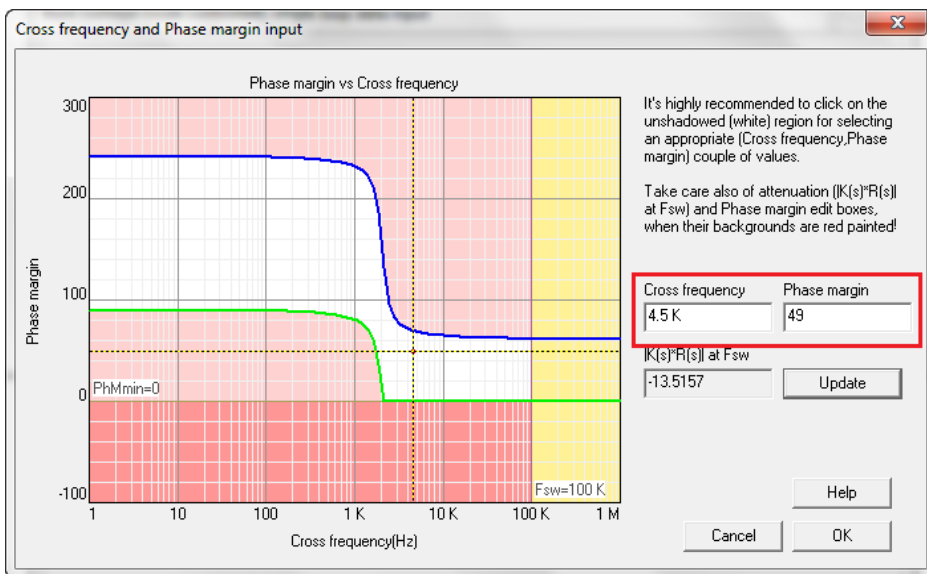 Cross frequency and Phase margin input
Phase margin vs Cross frequency
300
200
100
0
-100
Phase margin
PhMmin=0
Fsw=100 K
1
10
100
1 K
10 K
100 K
1 M
Cross frequency(Hz)
It's highly recommended to click on the
unshadowed (white) region for selecting
an appropriate (Cross frequency,Phase
margin) couple of values.
Take care also of attenuation (|K(s)*R(s)|
at Fsw) and Phase margin edit boxes,
when their backgrounds are red painted!
Cross frequency
Phase margin
4.5 K
49
|K(s)*R(s)| at Fsw
-13.5157
Update
Help
Cancel
OK